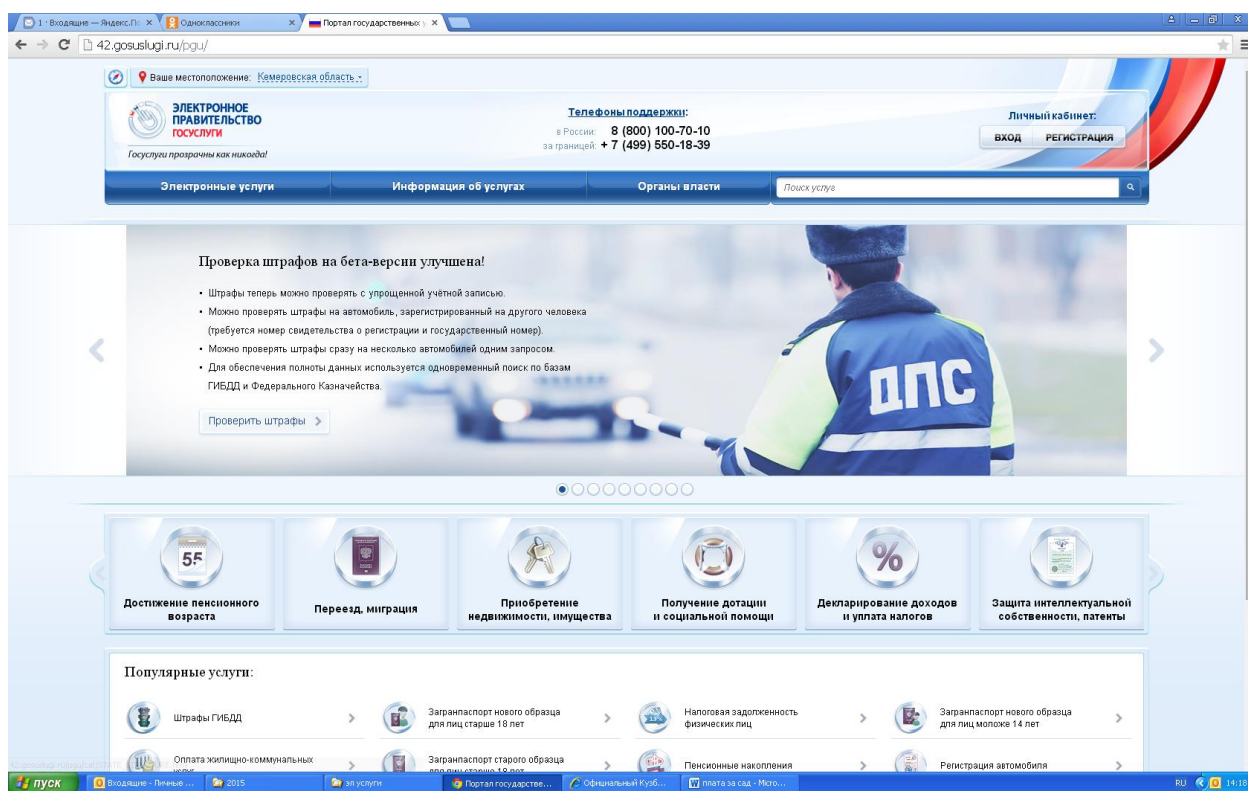 1 · Входящие — Яндекс.По
Одноклассники
Портал государственных у
42.gosuslugi.ru/pgu/
Ваше местоположение: Кемеровская область
ЭЛЕКТРОННОЕ
ПРАВИТЕЛЬСТВО
ГОСУСЛУГИ
Госуслуги прозрачны как никогда!
Телефоны поддержки:
в России: 8 (800) 100-70-10
за границей: + 7 (499) 550-18-39
Личный кабинет:
ВХОД РЕГИСТРАЦИЯ
Электронные услуги Информация об услугах Органы власти Поиск услуг
Проверка штрафов на бета-версии улучшена!
• Штрафы теперь можно проверять с упрощенной учётной записью.
• Можно проверять штрафы на автомобиль, зарегистрированный на другого человека
(требуется номер свидетельства о регистрации и государственный номер).
• Можно проверять штрафы сразу на несколько автомобилей одним запросом.
• Для обеспечения полноты данных используется одновременный поиск по базам
ГИБДД и Федерального Казначейства.
Проверить штрафы
ДПС
55
Достижение пенсионного
возраста
Переезд, миграция
Приобретение
недвижимости, имущества
Получение дотации
и социальной помощи
%
Декларирование доходов
и уплата налогов
Защита интеллектуальной
собственности, патенты
Популярные услуги:
Штрафы ГИБДД
Загранпаспорт нового образца
для лиц старше 18 лет
Налоговая задолженность
физических лиц
Загранпаспорт нового образца
для лиц моложе 14 лет
Оплата жилищно-коммунальных
услуг
Загранпаспорт старого образца
для лиц старше 18 лет
Пенсионные накопления
Регистрация автомобиля
пуск
Входящие - Личные ...
2015
эл услуги
Портал государстве...
Официальный Кузб...
плата за сад - Micro...
RU
14:18